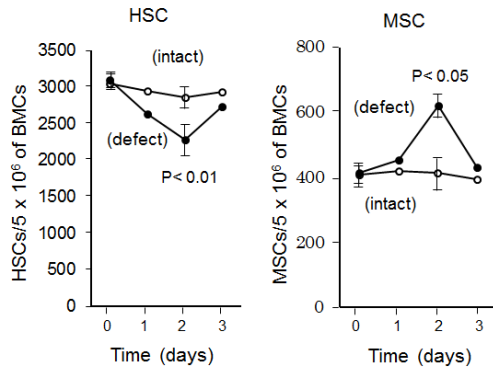 HSC
HSCs/5 x 10⁶ of BMCs
3500
3000
2500
2000
1500
1000
500
0
(intact)
(defect)
P< 0.01
0 1 2 3
Time (days)
MSC
MSCs/5 x 10⁶ of BMCs
800
600
400
200
0
P< 0.05
(defect)
(intact)
0 1 2 3
Time (days)